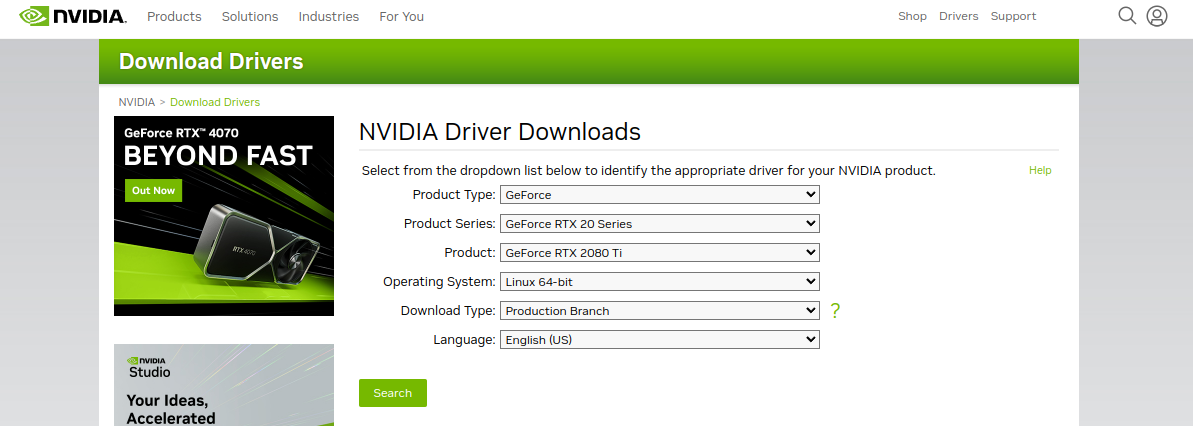 NVIDIA. Products Solutions Industries For You Shop Drivers Support
Download Drivers
NVIDIA > Download Drivers
GeForce RTX™ 4070
BEYOND FAST
Out Now
RTX 4070
NVIDIA
Studio
Your Ideas,
Accelerated
NVIDIA Driver Downloads
Select from the dropdown list below to identify the appropriate driver for your NVIDIA product. Help
Product Type: GeForce
Product Series: GeForce RTX 20 Series
Product: GeForce RTX 2080 Ti
Operating System: Linux 64-bit
Download Type: Production Branch ?
Language: English (US)
Search